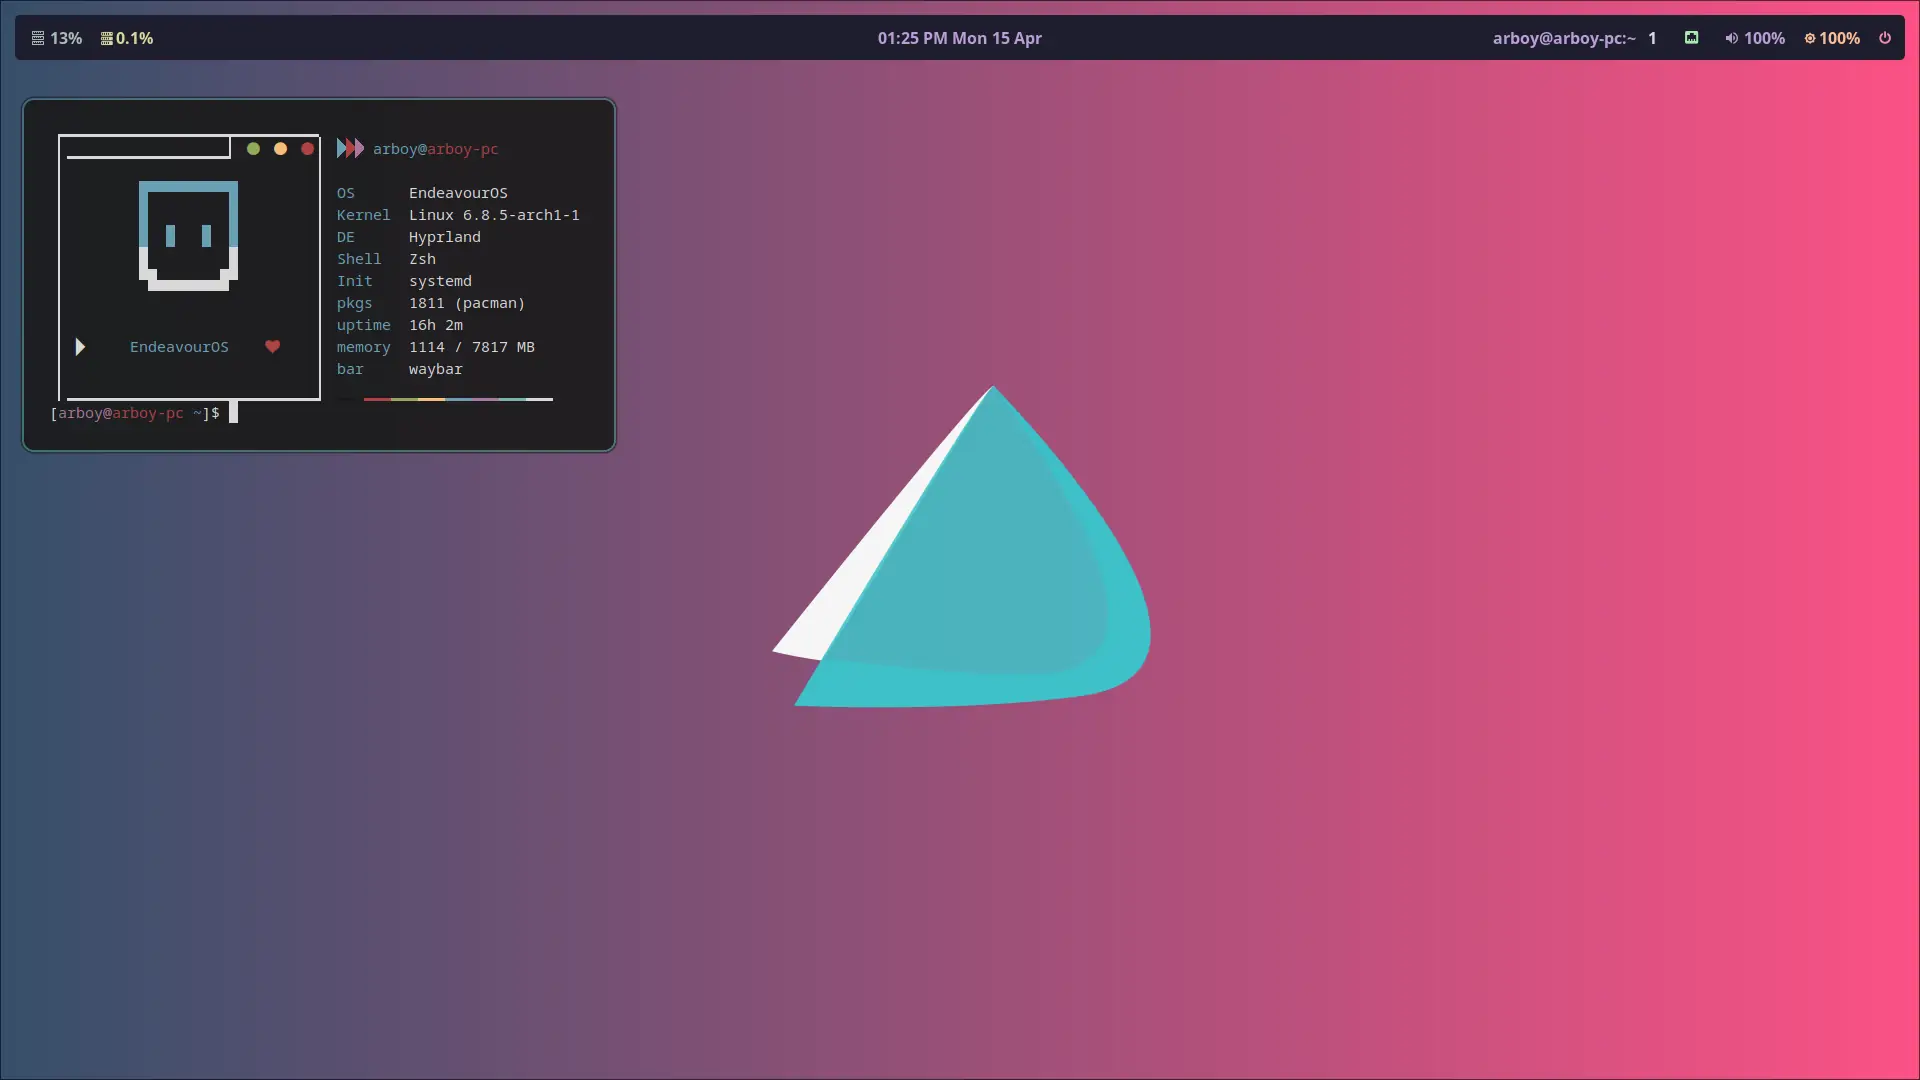 13% 0.1% 01:25 PM Mon 15 Apr arboy@arboy-pc:~ 1 100% 100%
arboy@arboy-pc
OS EndeavourOS
Kernel Linux 6.8.5-arch1-1
DE Hyprland
Shell Zsh
Init systemd
pkgs 1811 (pacman)
uptime 16h 2m
EndeavourOS memory 1114 / 7817 MB
bar waybar
[arboy@arboy-pc ~]$